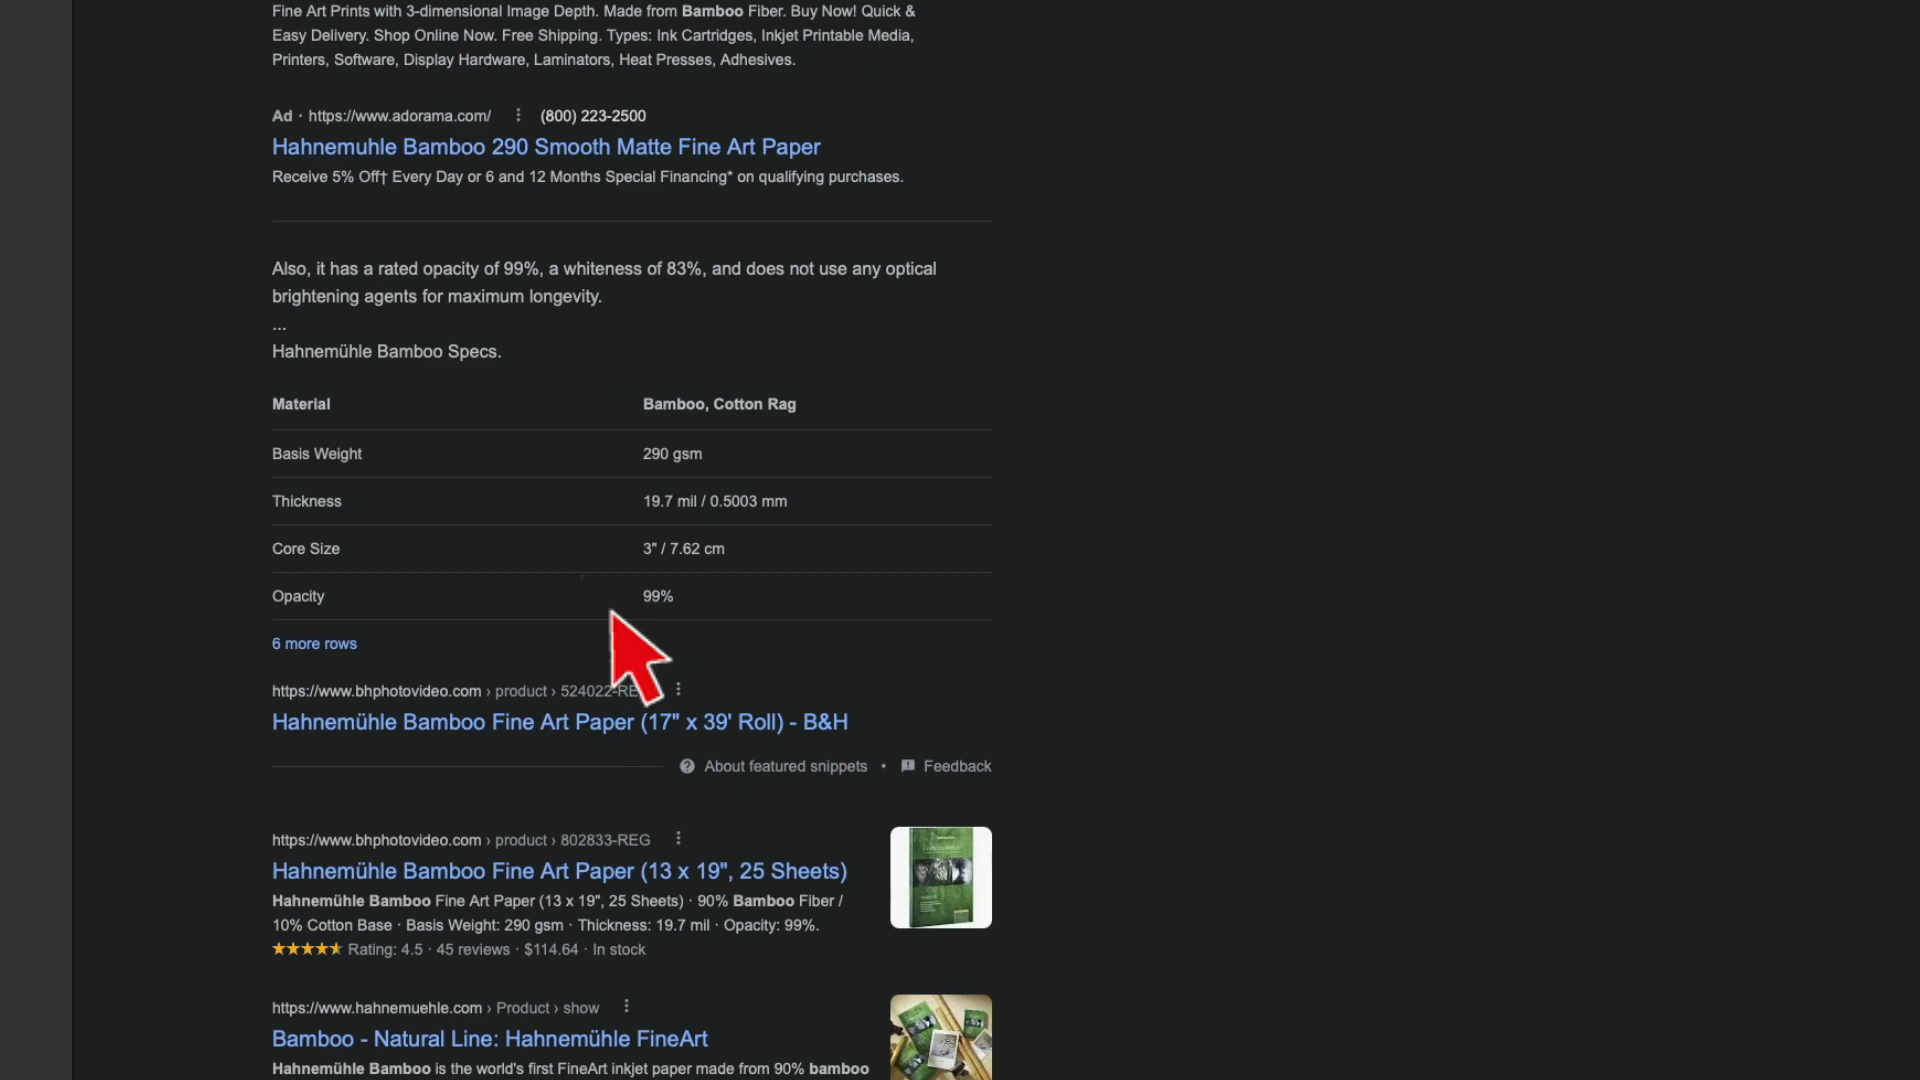 Fine Art Prints with 3-dimensional Image Depth. Made from Bamboo Fiber. Buy Now! Quick &
Easy Delivery. Shop Online Now. Free Shipping. Types: Ink Cartridges, Inkjet Printable Media,
Printers, Software, Display Hardware, Laminators, Heat Presses, Adhesives.
Ad · https://www.adorama.com/ (800) 223-2500
Hahnemuhle Bamboo 290 Smooth Matte Fine Art Paper
Receive 5% Off† Every Day or 6 and 12 Months Special Financing* on qualifying purchases.
Also, it has a rated opacity of 99%, a whiteness of 83%, and does not use any optical
brightening agents for maximum longevity.
...
Hahnemühle Bamboo Specs.
Material Bamboo, Cotton Rag
Basis Weight 290 gsm
Thickness 19.7 mil / 0.5003 mm
Core Size 3" / 7.62 cm
Opacity 99%
6 more rows
https://www.bhphotovideo.com › product › 524022-RE
Hahnemühle Bamboo Fine Art Paper (17" x 39' Roll) - B&H
About featured snippets • Feedback
https://www.bhphotovideo.com › product › 802833-REG
Hahnemühle Bamboo Fine Art Paper (13 x 19", 25 Sheets)
Hahnemühle Bamboo Fine Art Paper (13 x 19", 25 Sheets) · 90% Bamboo Fiber /
10% Cotton Base · Basis Weight: 290 gsm · Thickness: 19.7 mil · Opacity: 99%.
Rating: 4.5 · 45 reviews · $114.64 · In stock
https://www.hahnemuehle.com › Product › show
Bamboo - Natural Line: Hahnemühle FineArt
Hahnemühle Bamboo is the world's first FineArt inkjet paper made from 90% bamboo